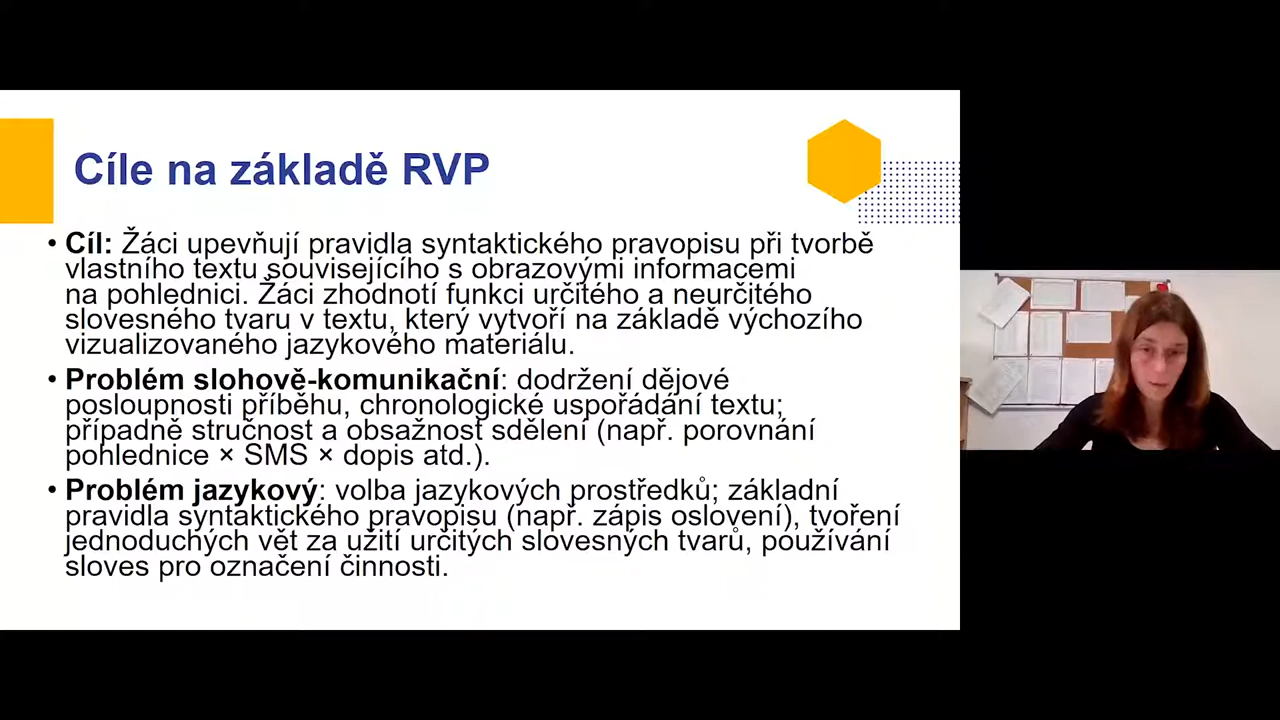 Cíle na základě RVP
• Cíl: Žáci upevňují pravidla syntaktického pravopisu při tvorbě
vlastního textu souvisejícího s obrazovými informacemi
na pohlednici. Žáci zhodnotí funkci určitého a neurčitého
slovesného tvaru v textu, který vytvoří na základě výchozího
vizualizovaného jazykového materiálu.
• Problém slohově-komunikační: dodržení dějové
posloupnosti příběhu, chronologické uspořádání textu;
případně stručnost a obsažnost sdělení (např. porovnání
pohlednice × SMS × dopis atd.).
• Problém jazykový: volba jazykových prostředků; základní
pravidla syntaktického pravopisu (např. zápis oslovení), tvoření
jednoduchých vět za užití určitých slovesných tvarů, používání
sloves pro označení činnosti.